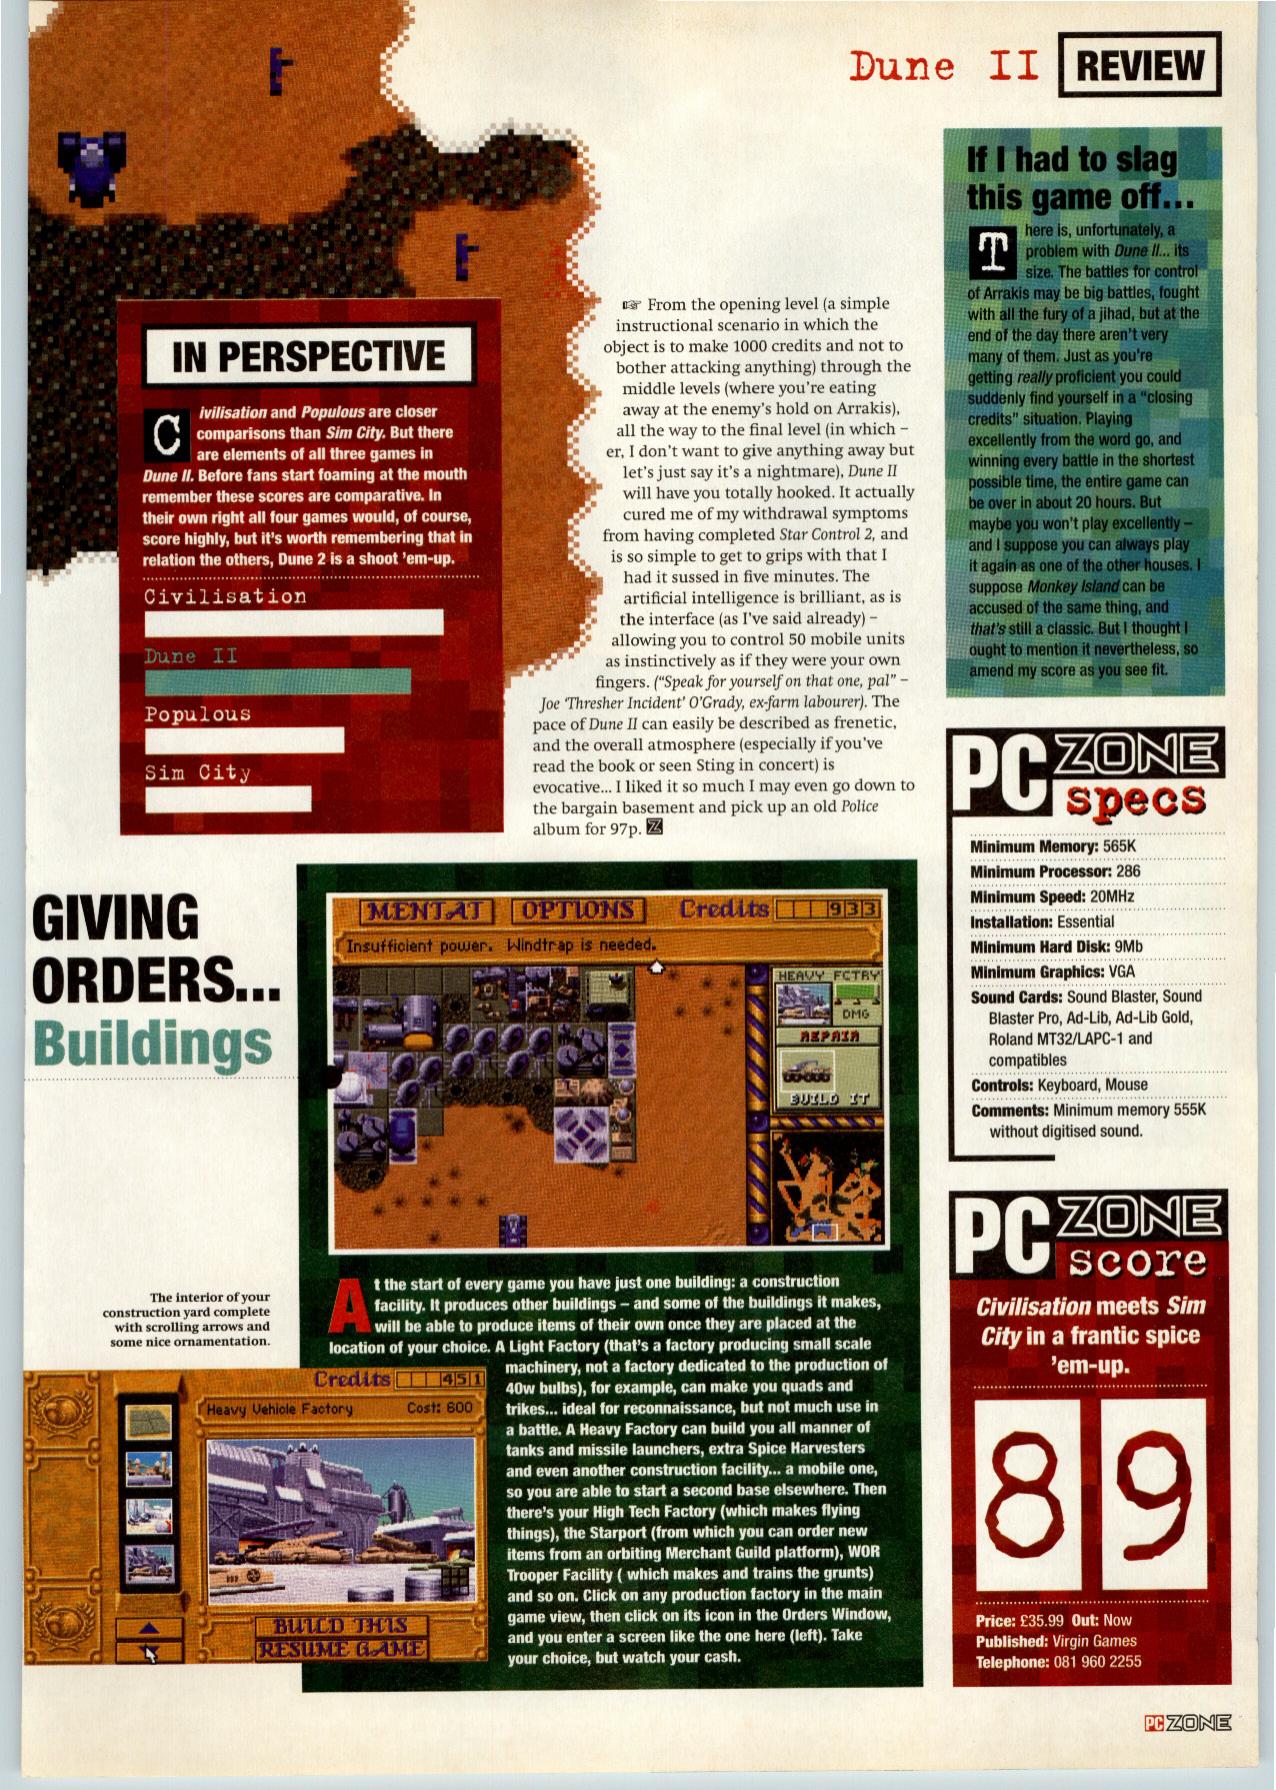 Dune II REVIEW
☞ From the opening level (a simple
instructional scenario in which the
object is to make 1000 credits and not to
bother attacking anything) through the
middle levels (where you're eating
away at the enemy's hold on Arrakis),
all the way to the final level (in which –
er, I don't want to give anything away but
let's just say it's a nightmare), Dune II
will have you totally hooked. It actually
cured me of my withdrawal symptoms
from having completed Star Control 2, and
is so simple to get to grips with that I
had it sussed in five minutes. The
artificial intelligence is brilliant, as is
the interface (as I've said already) –
allowing you to control 50 mobile units
as instinctively as if they were your own
fingers. ("Speak for yourself on that one, pal" –
Joe 'Thresher Incident' O'Grady, ex-farm labourer). The
pace of Dune II can easily be described as frenetic,
and the overall atmosphere (especially if you've
read the book or seen Sting in concert) is
evocative... I liked it so much I may even go down to
the bargain basement and pick up an old Police
album for 97p. Z
IN PERSPECTIVE
Civilisation and Populous are closer
comparisons than Sim City. But there
are elements of all three games in
Dune II. Before fans start foaming at the mouth
remember these scores are comparative. In
their own right all four games would, of course,
score highly, but it's worth remembering that in
relation the others, Dune 2 is a shoot 'em-up.
Civilisation
Dune II
Populous
Sim City
If I had to slag
this game off...
There is, unfortunately, a
problem with Dune II... its
size. The battles for control
of Arrakis may be big battles, fought
with all the fury of a jihad, but at the
end of the day there aren't very
many of them. Just as you're
getting really proficient you could
suddenly find yourself in a "closing
credits" situation. Playing
excellently from the word go, and
winning every battle in the shortest
possible time, the entire game can
be over in about 20 hours. But
maybe you won't play excellently –
and I suppose you can always play
it again as one of the other houses. I
suppose Monkey Island can be
accused of the same thing, and
that's still a classic. But I thought I
ought to mention it nevertheless, so
amend my score as you see fit.
PC ZONE
specs
Minimum Memory: 565K
Minimum Processor: 286
Minimum Speed: 20MHz
Installation: Essential
Minimum Hard Disk: 9Mb
Minimum Graphics: VGA
Sound Cards: Sound Blaster, Sound
Blaster Pro, Ad-Lib, Ad-Lib Gold,
Roland MT32/LAPC-1 and
compatibles
Controls: Keyboard, Mouse
Comments: Minimum memory 555K
without digitised sound.
PC ZONE
score
Civilisation meets Sim
City in a frantic spice
'em-up.
89
Price: £35.99 Out: Now
Published: Virgin Games
Telephone: 081 960 2255
GIVING
ORDERS...
Buildings
MENTAT OPTIONS Credits 933
Insufficient power. Windtrap is needed.
HEAVY FCTRY
DMG
REPAIR
BUILD IT
At the start of every game you have just one building: a construction
facility. It produces other buildings – and some of the buildings it makes,
will be able to produce items of their own once they are placed at the
location of your choice. A Light Factory (that's a factory producing small scale
machinery, not a factory dedicated to the production of
40w bulbs), for example, can make you quads and
trikes... ideal for reconnaissance, but not much use in
a battle. A Heavy Factory can build you all manner of
tanks and missile launchers, extra Spice Harvesters
and even another construction facility... a mobile one,
so you are able to start a second base elsewhere. Then
there's your High Tech Factory (which makes flying
things), the Starport (from which you can order new
items from an orbiting Merchant Guild platform), WOR
Trooper Facility ( which makes and trains the grunts)
and so on. Click on any production factory in the main
game view, then click on its icon in the Orders Window,
and you enter a screen like the one here (left). Take
your choice, but watch your cash.
The interior of your
construction yard complete
with scrolling arrows and
some nice ornamentation.
Credits 451
Heavy Vehicle Factory Cost: 600
BUILD THIS
RESUME GAME
PC ZONE